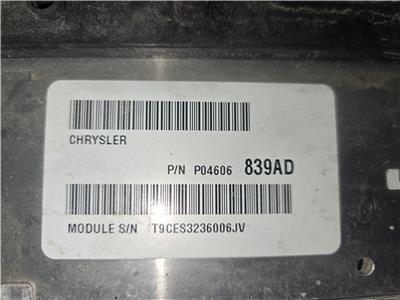 CHRYSLER
P/N P04606 839AD
MODULE S/N T9CES3236006JV